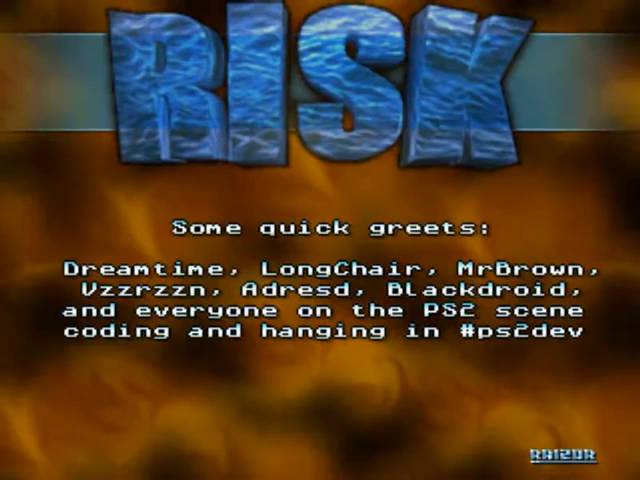 RISK
Some quick greets:
Dreamtime, LongChair, MrBrown,
Vzzrzzn, Adresd, Blackdroid,
and everyone on the PS2 scene
coding and hanging in #ps2dev
RAIZOR